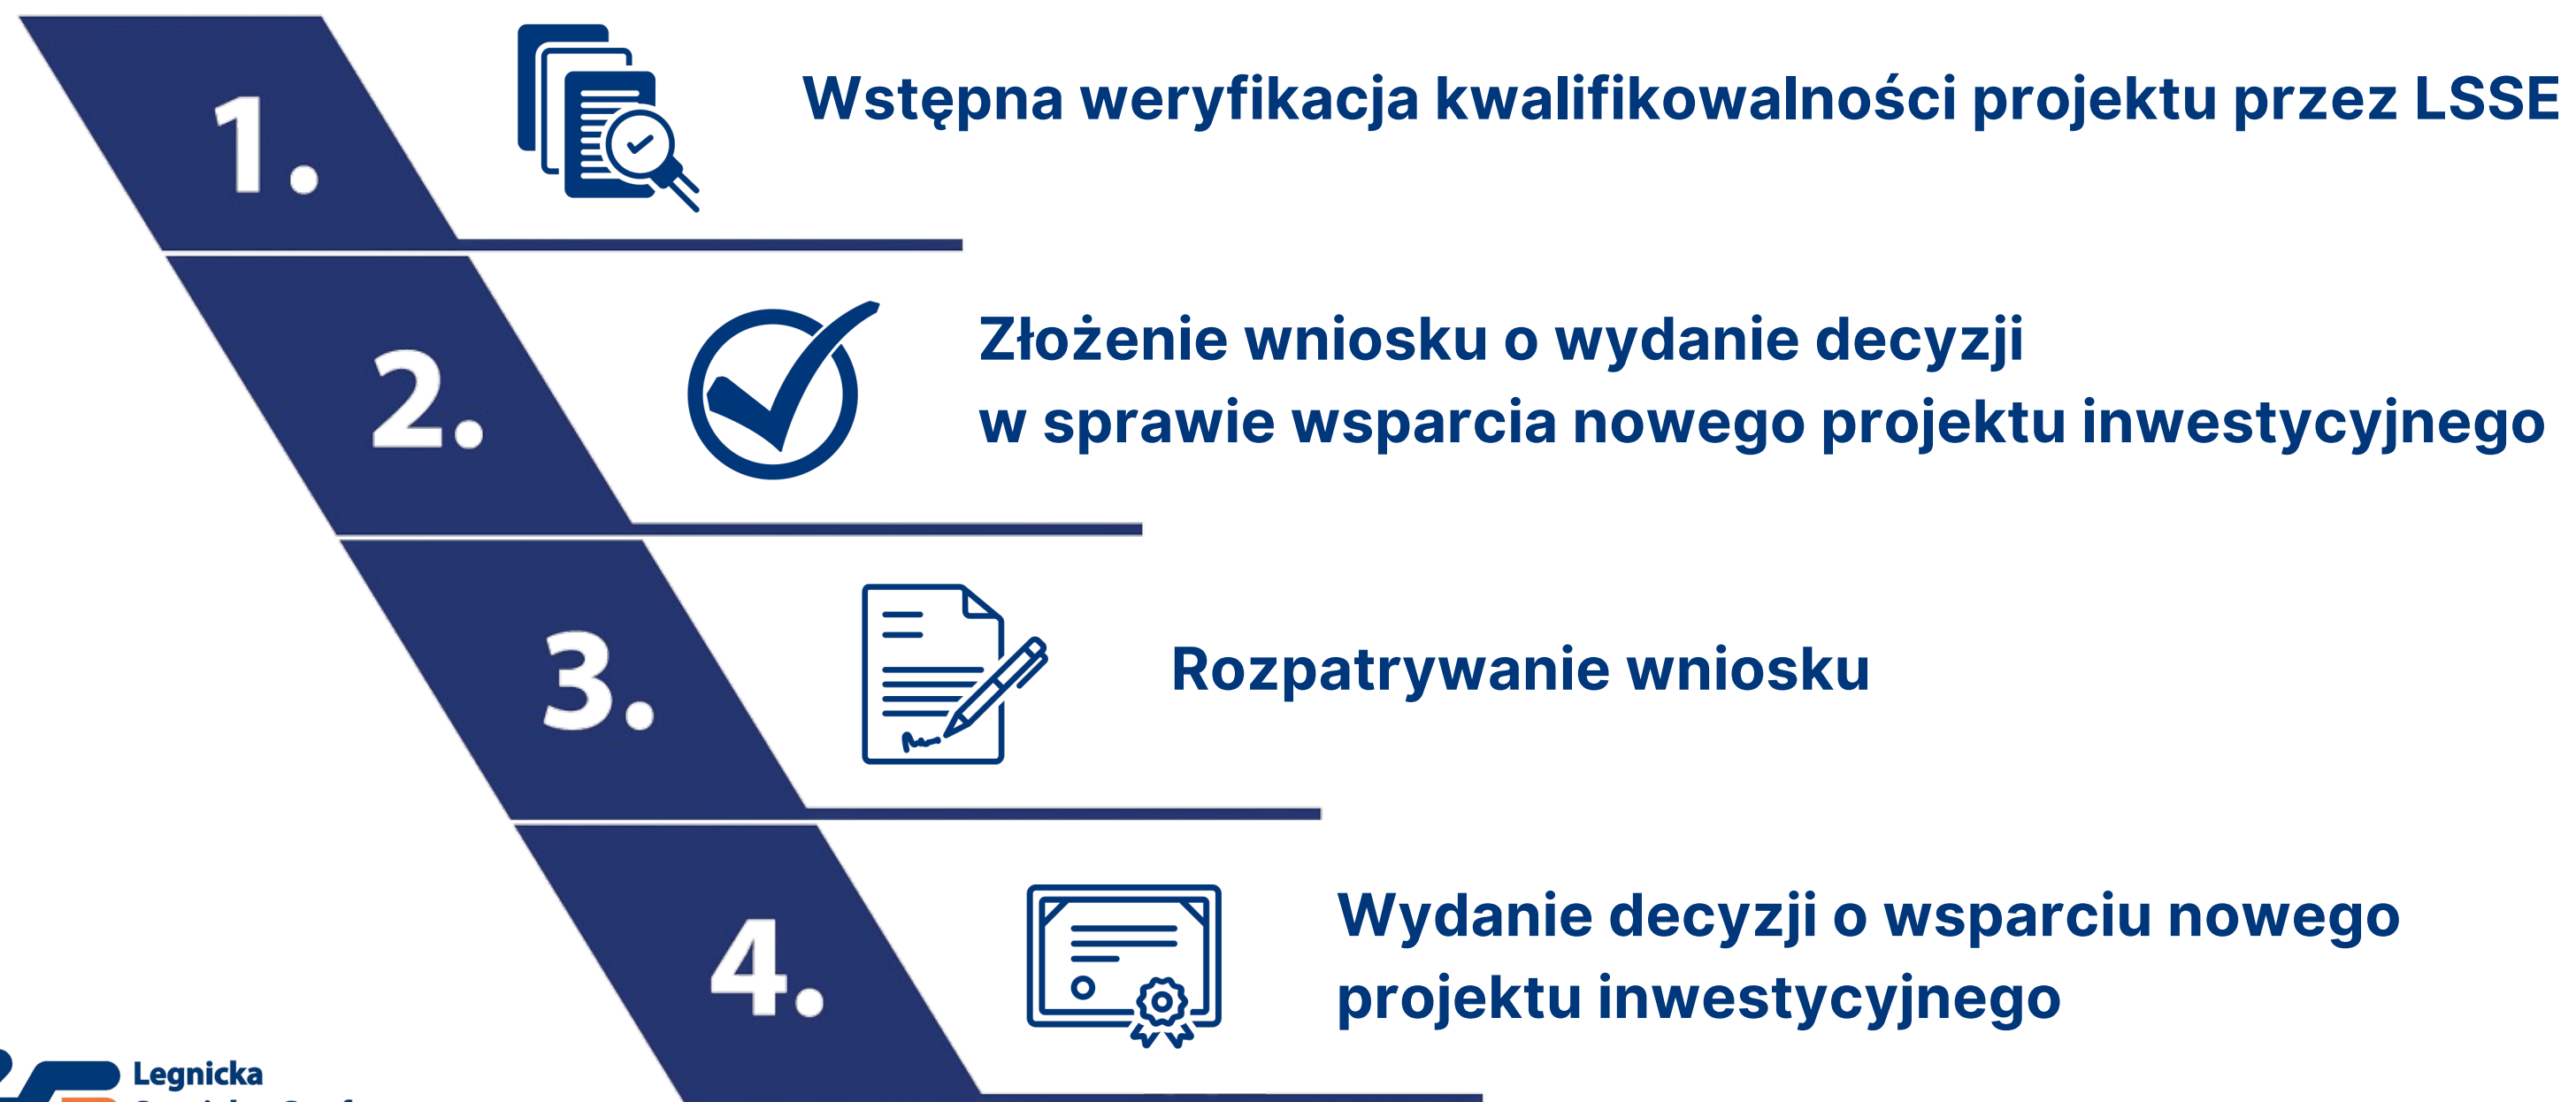 1.
Wstępna weryfikacja kwalifikowalności projektu przez LSSE
2.
Złożenie wniosku o wydanie decyzji
w sprawie wsparcia nowego projektu inwestycyjnego
3.
Rozpatrywanie wniosku
4.
Wydanie decyzji o wsparciu nowego
projektu inwestycyjnego
Legnicka